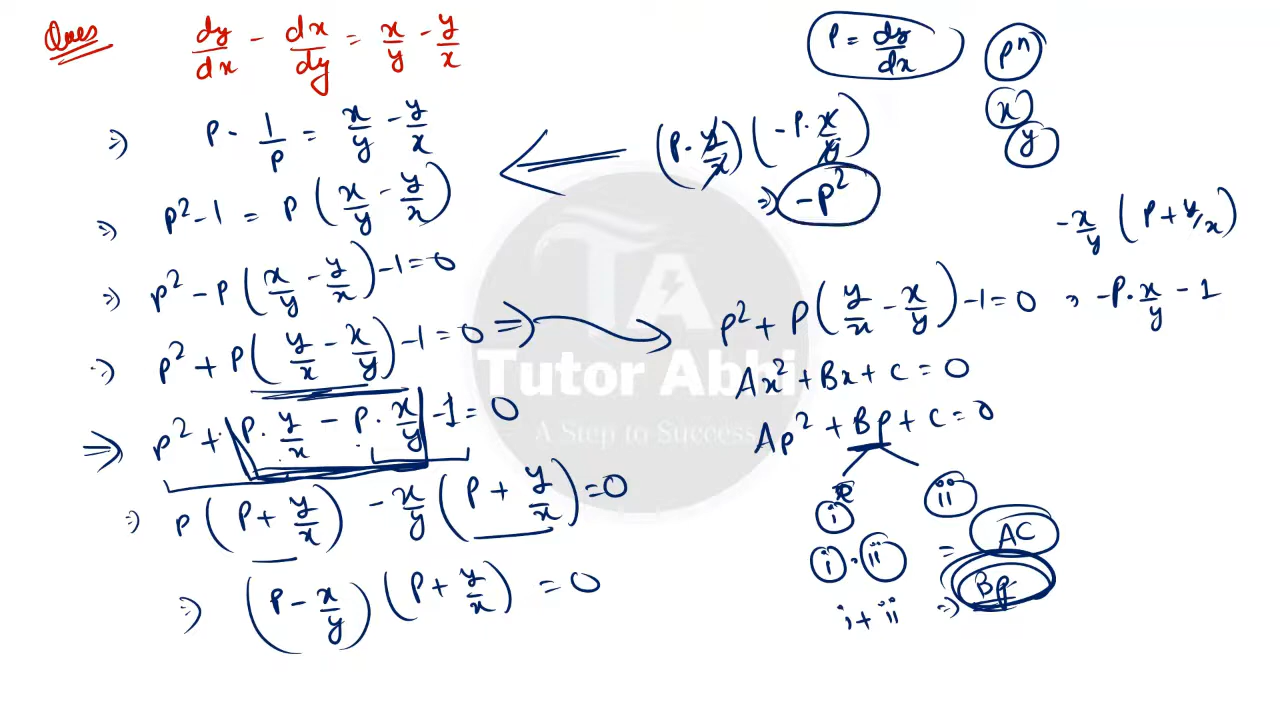 Ques dy/dx - dx/dy = x/y - y/x
⇒ P - 1/P = x/y - y/x
⇒ P² - 1 = P (x/y - y/x)
⇒ P² - P (x/y - y/x) - 1 = 0
⇒ P² + P (y/x - x/y) - 1 = 0 ⇒
⇒ P² + P · y/x - P · x/y - 1 = 0
⇒ P (P + y/x) - x/y (P + y/x) = 0
⇒ (P - x/y) (P + y/x) = 0
P = dy/dx
Pⁿ
x
y
(P · y/x) (-P · x/y)
⇒ -P²
-x/y (P + y/x)
⇒ -P · x/y - 1
P² + P (y/x - x/y) - 1 = 0
Ax² + Bx + C = 0
Ap² + Bp + C = 0
i ii
i · ii = AC
i + ii ⇒ Bp
TA
Tutor Abhi
A Step to Success